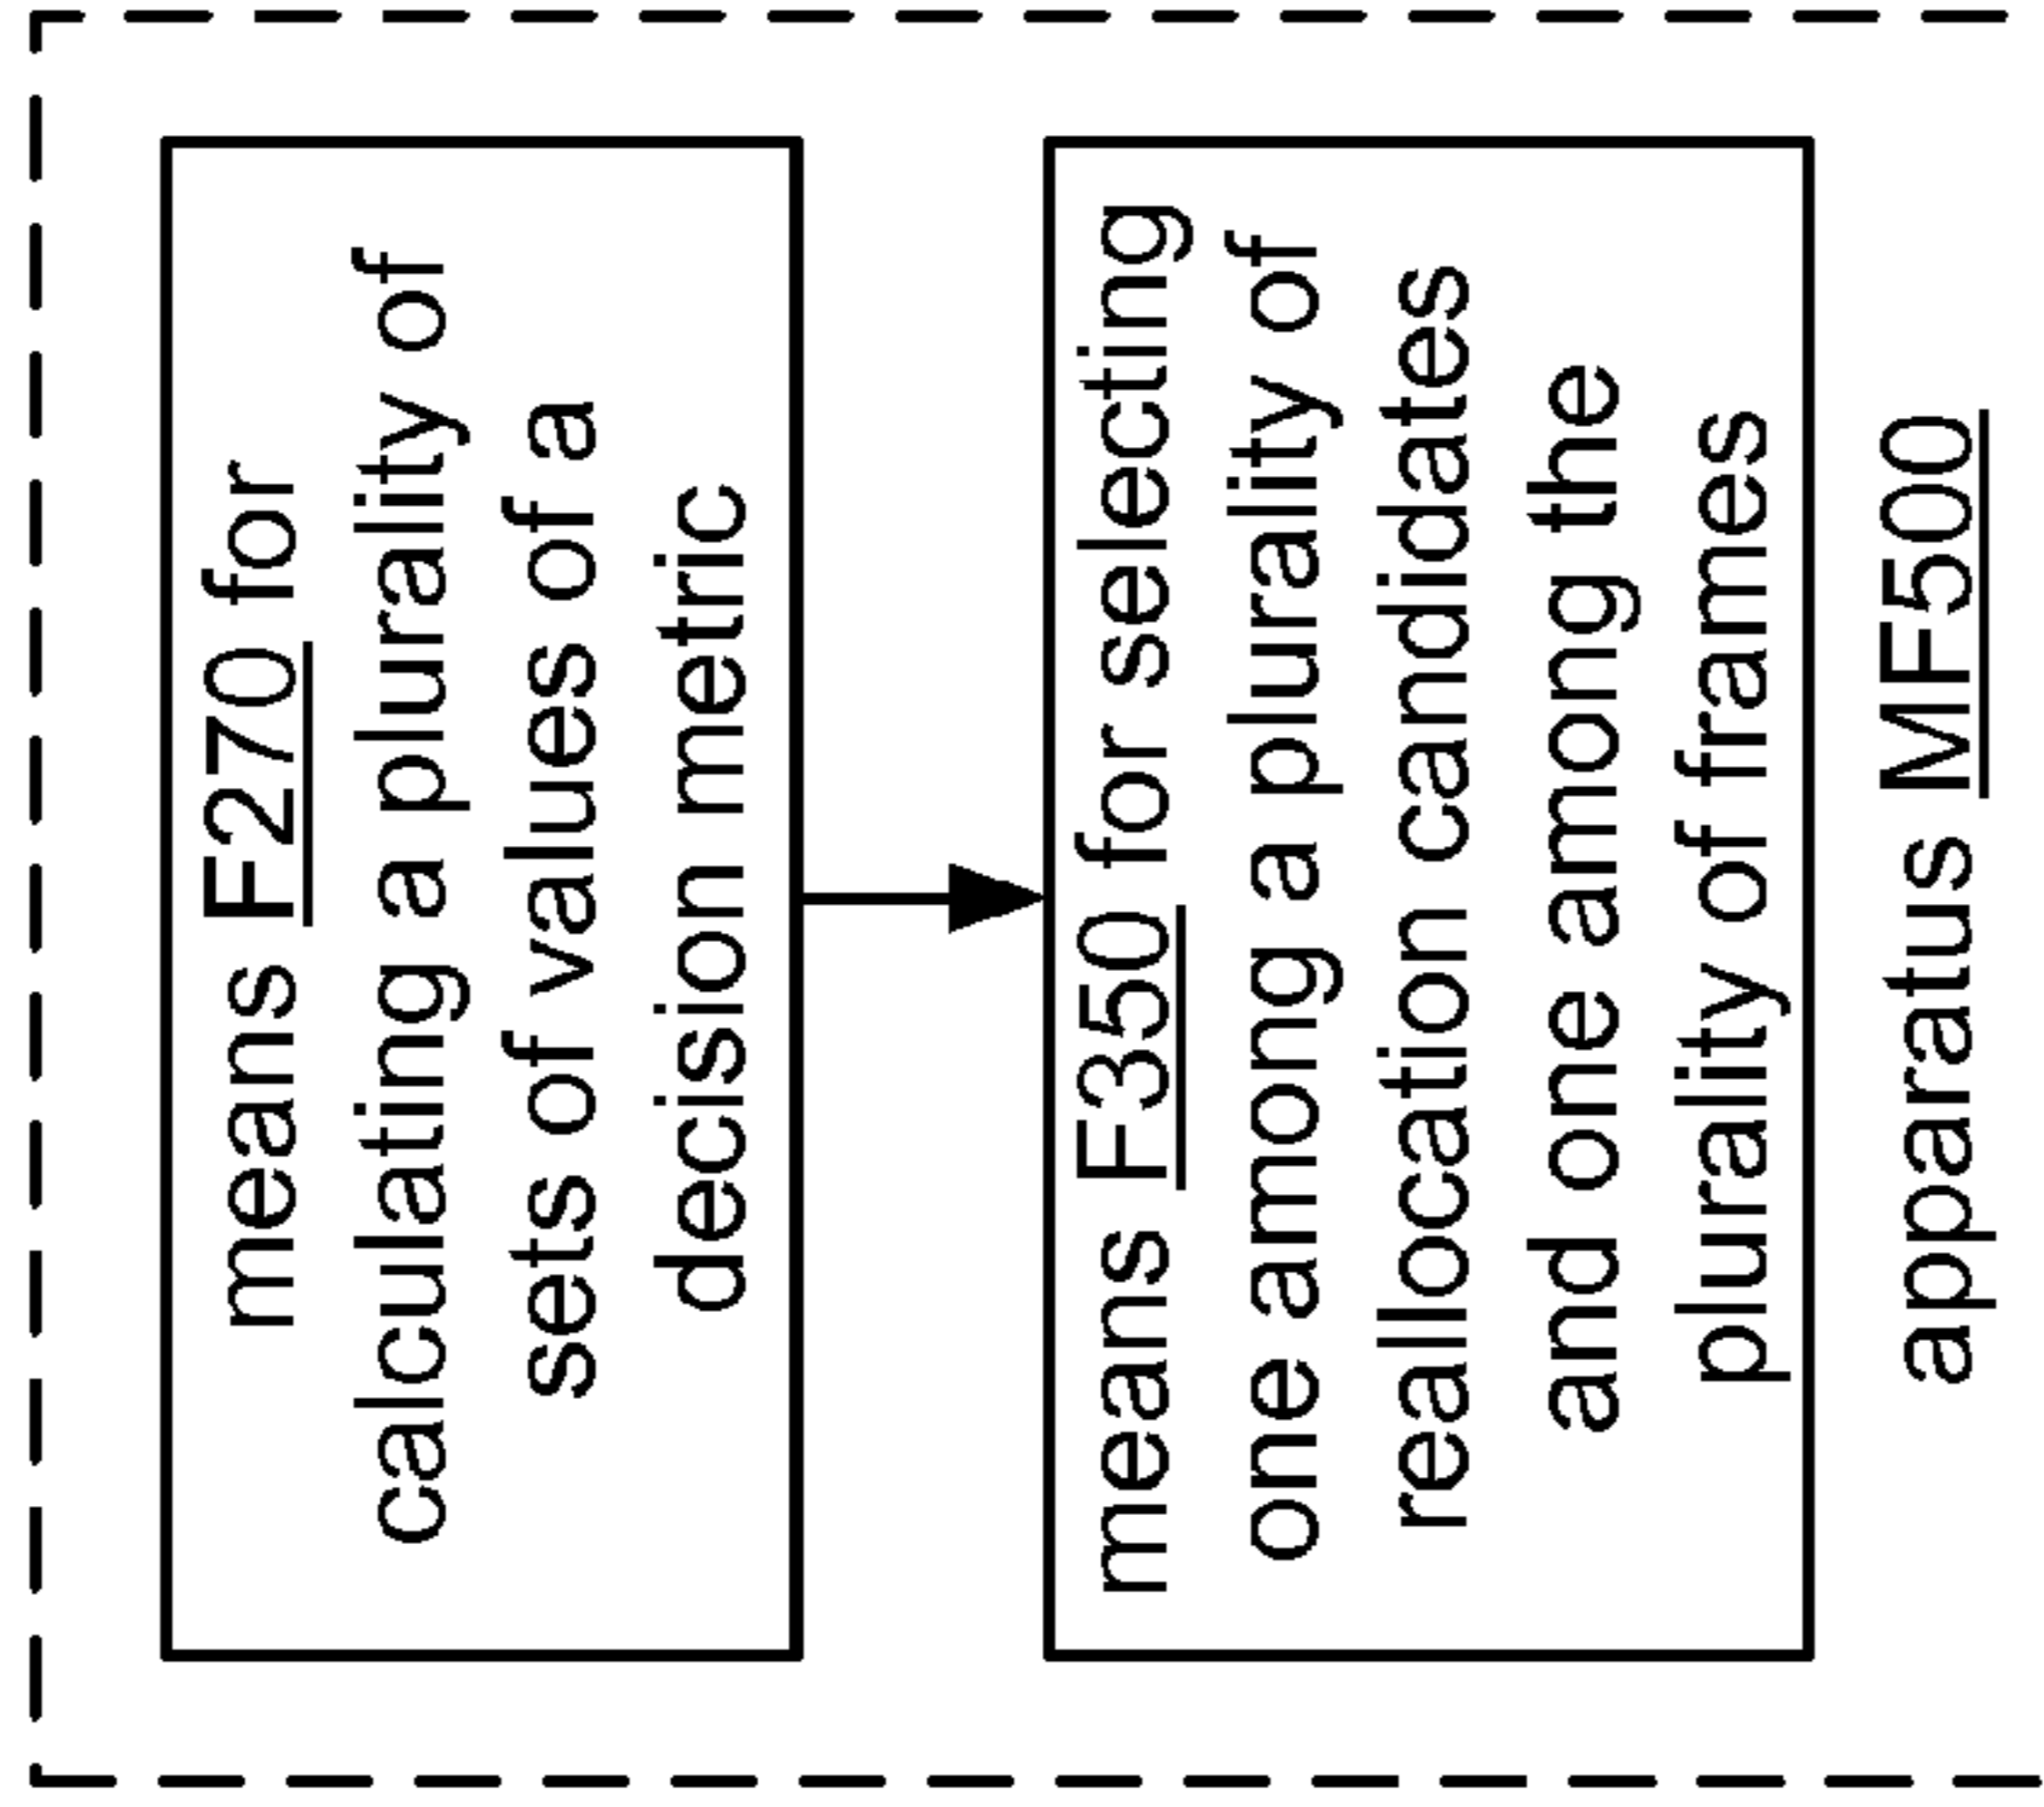 means F270 for
calculating a plurality of
sets of values of a
decision metric
means F350 for selecting
one among a plurality of
reallocation candidates
and one among the
plurality of frames
apparatus MF500